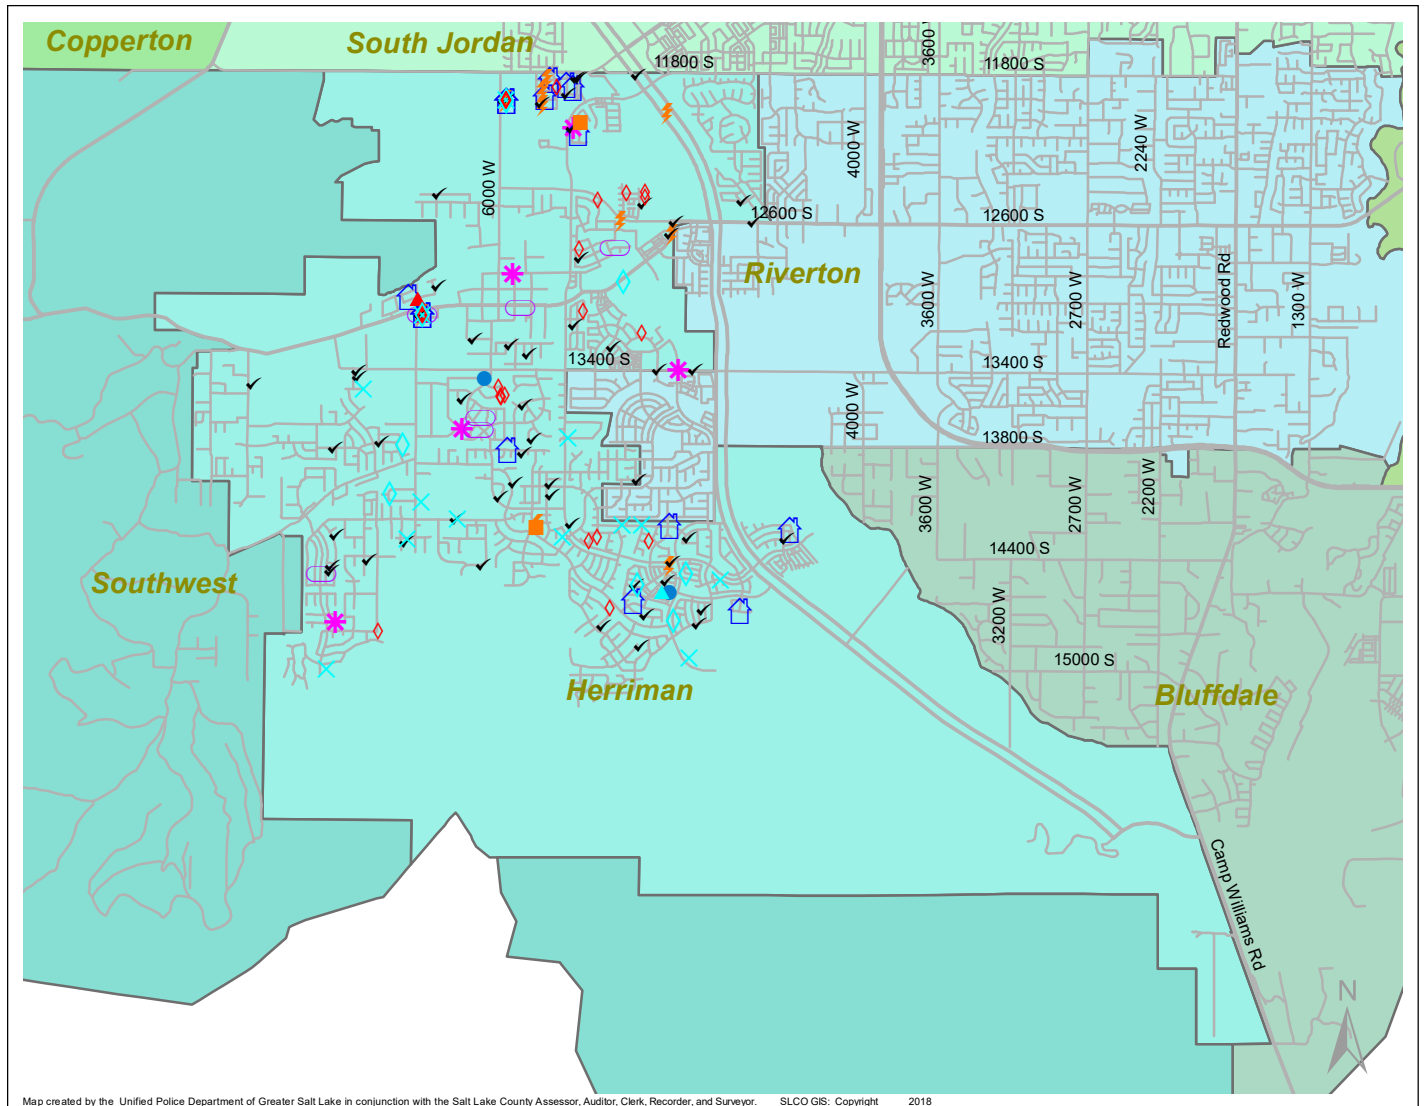 Copperton
South Jordan
3600 W
11800 S
11800 S
4000 W
2240 W
6000 W
12600 S
12600 S
Riverton
3600 W
2700 W
Redwood Rd
1300 W
13400 S
13400 S
4000 W
13800 S
3600 W
2700 W
2200 W
14400 S
Southwest
3200 W
15000 S
Herriman
Bluffdale
Camp Williams Rd
N
Map created by the Unified Police Department of Greater Salt Lake in conjunction with the Salt Lake County Assessor, Auditor, Clerk, Recorder, and Surveyor. SLCO GIS: Copyright 2018